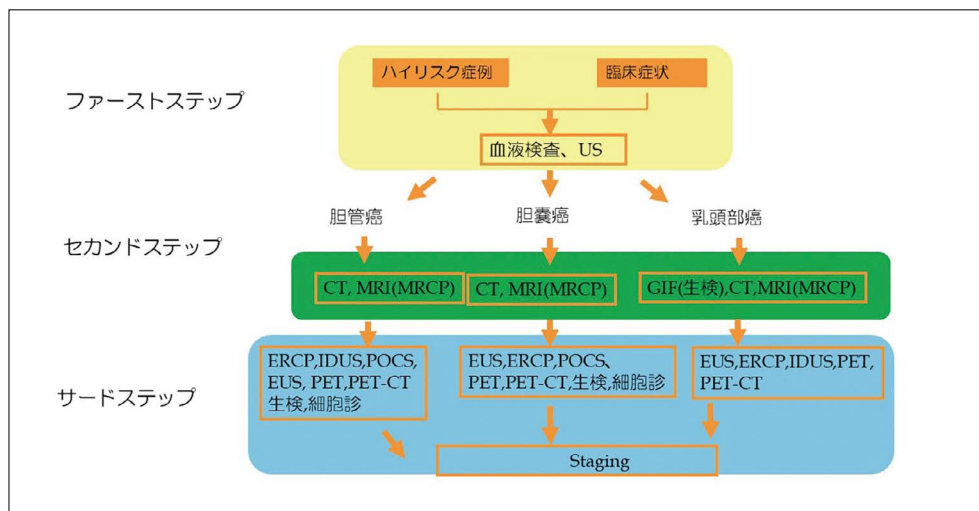 ハイリスク症例
臨床症状
ファーストステップ
血液検査、US
胆管癌
胆嚢癌
乳頭部癌
セカンドステップ
CT, MRI(MRCP)
CT, MRI(MRCP)
GIF(生検),CT,MRI(MRCP)
ERCP,IDUS,POCS,
EUS, PET,PET-CT
生検,細胞診
EUS,ERCP,POCS、
PET,PET-CT,生検,細胞診
EUS,ERCP,IDUS,PET,
PET-CT
サードステップ
Staging